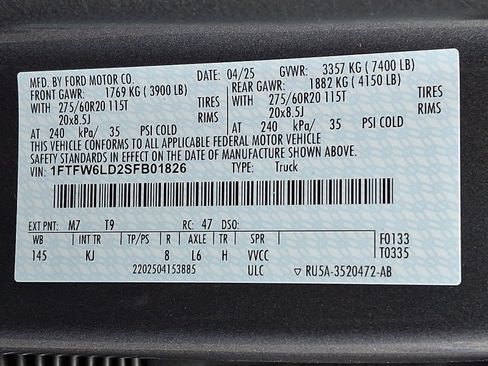 MFD. BY FORD MOTOR CO. DATE: 04/25 GVWR: 3357 KG ( 7400 LB)
FRONT GAWR: 1769 KG ( 3900 LB) REAR GAWR: 1882 KG ( 4150 LB)
WITH 275/60R20 115T TIRES WITH 275/60R20 115T TIRES
20x8.5J RIMS 20x8.5J RIMS
AT 240 kPa/ 35 PSI COLD AT 240 kPa/ 35 PSI COLD
THIS VEHICLE CONFORMS TO ALL APPLICABLE FEDERAL MOTOR VEHICLE
SAFETY STANDARDS IN EFFECT ON THE DATE OF MANUFACTURE SHOWN ABOVE.
VIN: 1FTFW6LD2SFB01826 TYPE: Truck
EXT PNT: M7 T9 RC: 47 DSO:
WB INT TR TP/PS R AXLE TR SPR F0133
145 KJ 8 L6 H VVCC T0335
2202504153885 ULC ▽ RU5A-3520472-AB